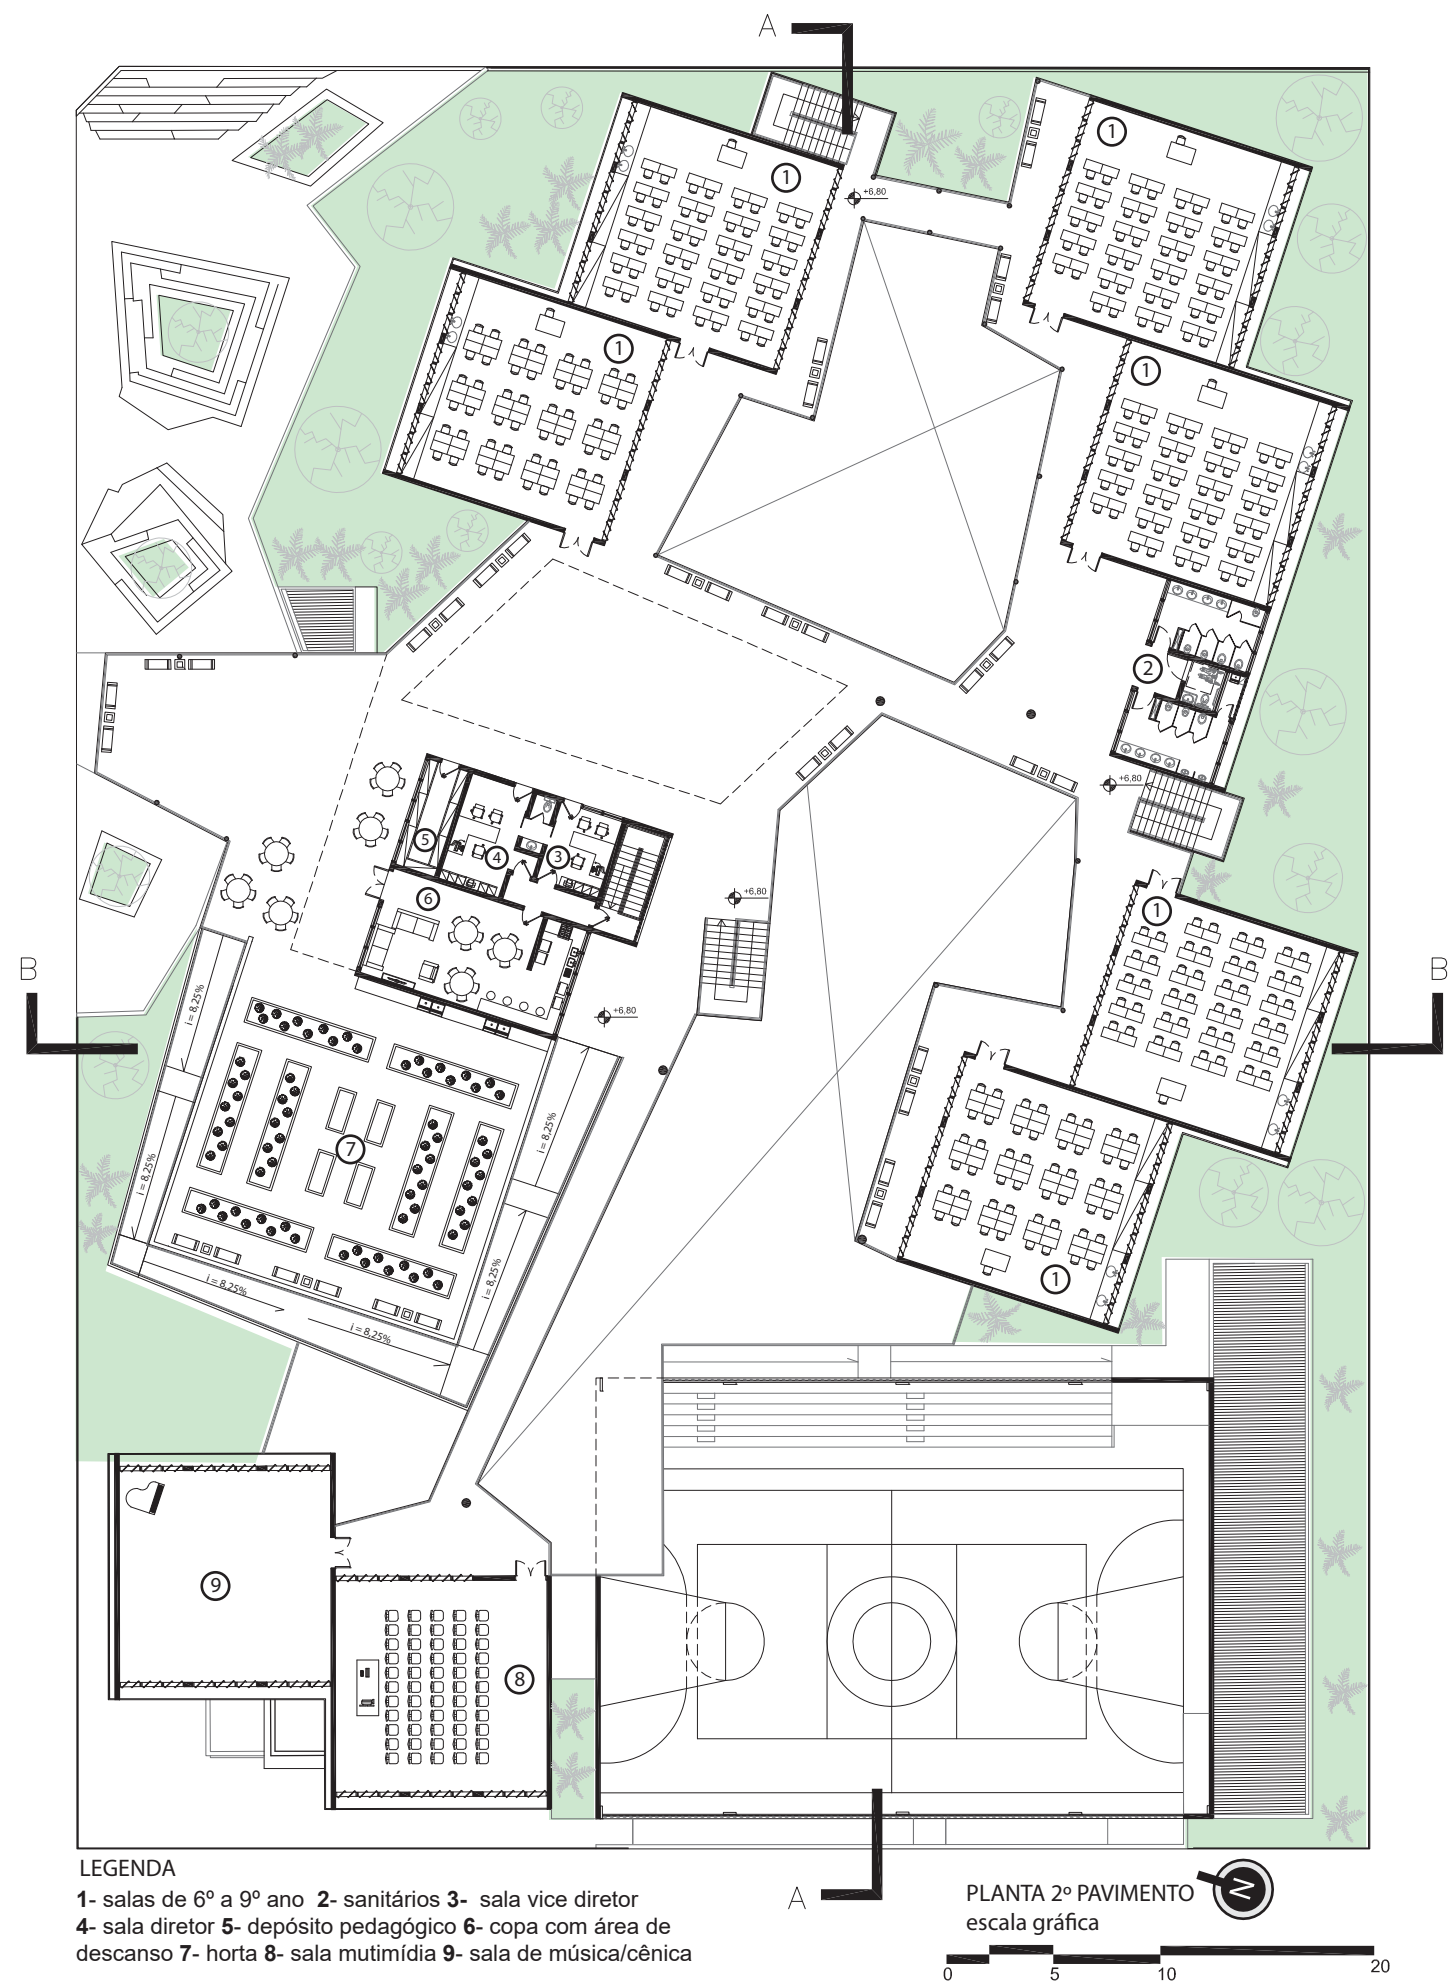 A
1
+6,80
1
1
1
1
2
+6,80
5
4
3
6
+6,80
1
B
B
i = 8,25%
+6,80
i = 8,25%
7
i = 8,25%
i = 8,25%
1
i = 8,25%
i = 8,25%
9
8
A
LEGENDA
1- salas de 6º a 9º ano 2- sanitários 3- sala vice diretor
4- sala diretor 5- depósito pedagógico 6- copa com área de
descanso 7- horta 8- sala mutimídia 9- sala de música/cênica
PLANTA 2º PAVIMENTO
N
escala gráfica
0 5 10 20